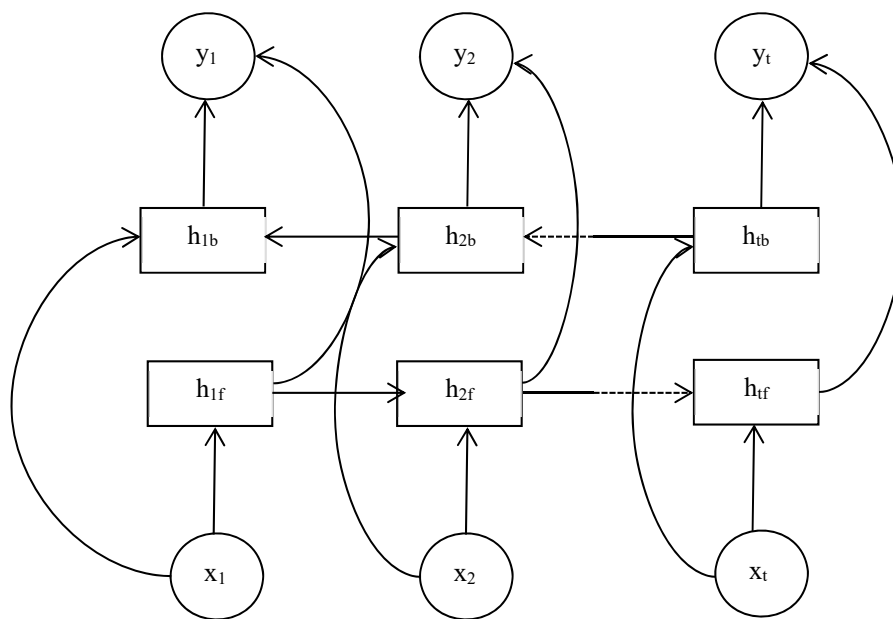 y₁ y₂ yₜ
h₁b h₂b hₜb
h₁f h₂f hₜf
x₁ x₂ xₜ